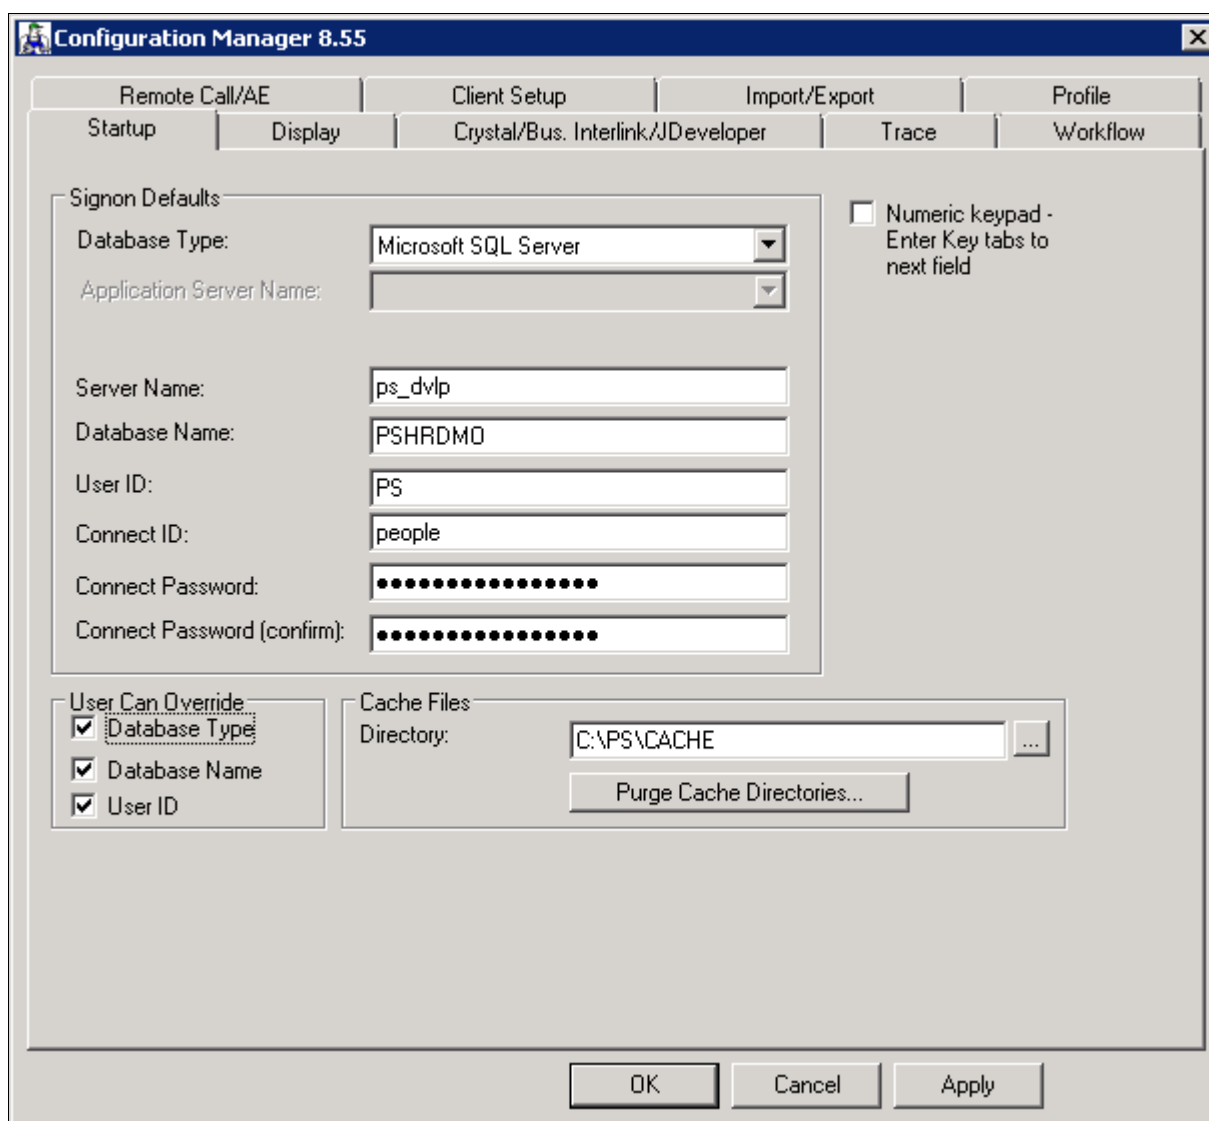 Configuration Manager 8.55
Remote Call/AE
Client Setup
Import/Export
Profile
Startup
Display
Crystal/Bus. Interlink/JDeveloper
Trace
Workflow
Signon Defaults
Database Type:
Microsoft SQL Server
Application Server Name:
Numeric keypad -
Enter Key tabs to
next field
Server Name:
ps_dvlp
Database Name:
PSHRDMO
User ID:
PS
Connect ID:
people
Connect Password:
●●●●●●●●●●●●●●●●
Connect Password (confirm):
●●●●●●●●●●●●●●●●
User Can Override
Database Type
Database Name
User ID
Cache Files
Directory:
C:\PS\CACHE
...
Purge Cache Directories...
OK
Cancel
Apply